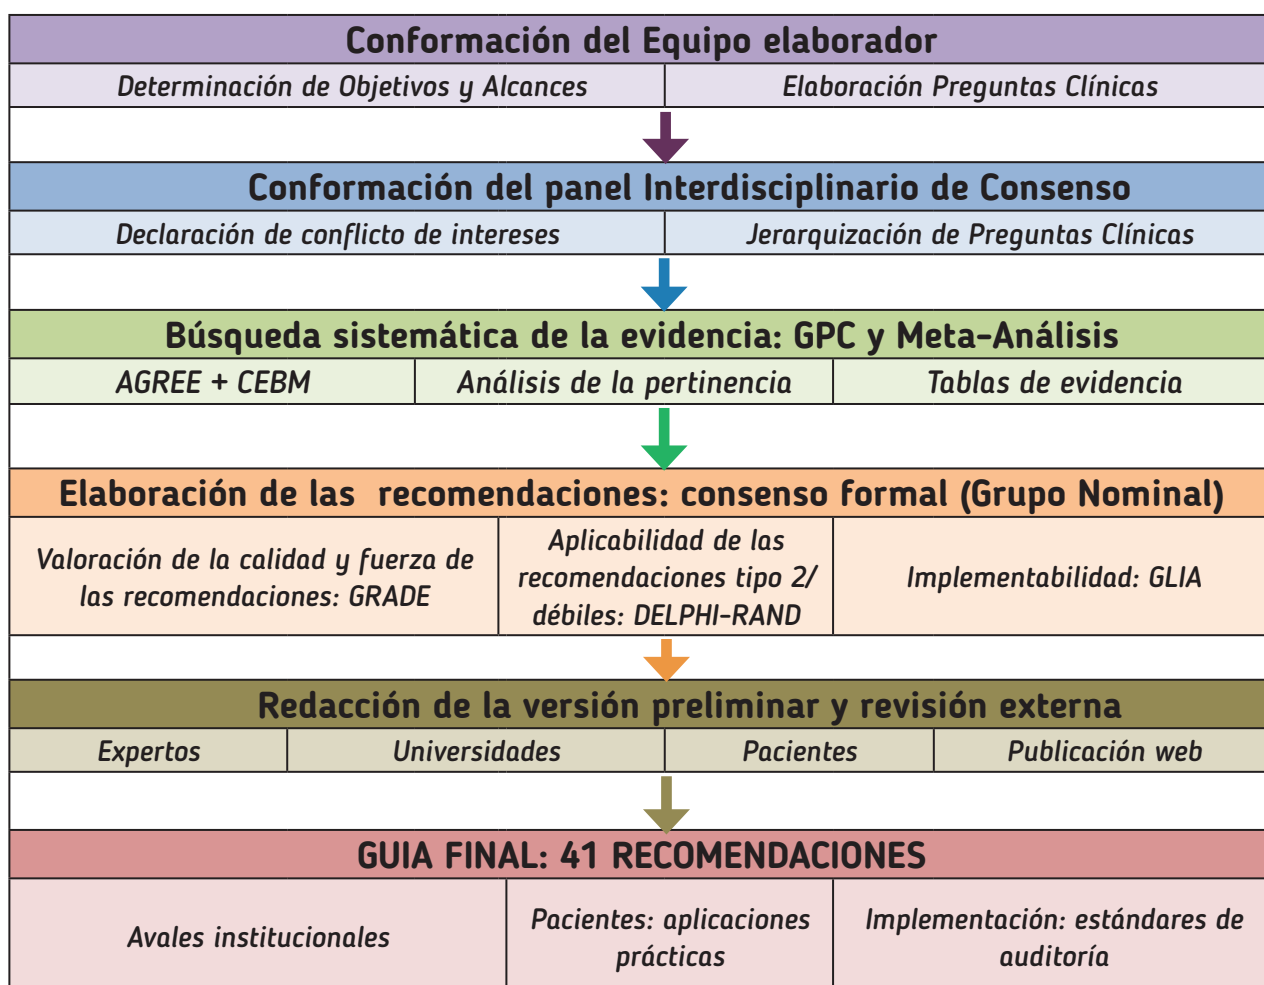 Conformación del Equipo elaborador
Determinación de Objetivos y Alcances
Elaboración Preguntas Clínicas
Conformación del panel Interdisciplinario de Consenso
Declaración de conflicto de intereses
Jerarquización de Preguntas Clínicas
Búsqueda sistemática de la evidencia: GPC y Meta-Análisis
AGREE + CEBM
Análisis de la pertinencia
Tablas de evidencia
Elaboración de las recomendaciones: consenso formal (Grupo Nominal)
Valoración de la calidad y fuerza de
las recomendaciones: GRADE
Aplicabilidad de las
recomendaciones tipo 2/
débiles: DELPHI-RAND
Implementabilidad: GLIA
Redacción de la versión preliminar y revisión externa
Expertos
Universidades
Pacientes
Publicación web
GUIA FINAL: 41 RECOMENDACIONES
Avales institucionales
Pacientes: aplicaciones
prácticas
Implementación: estándares de
auditoría